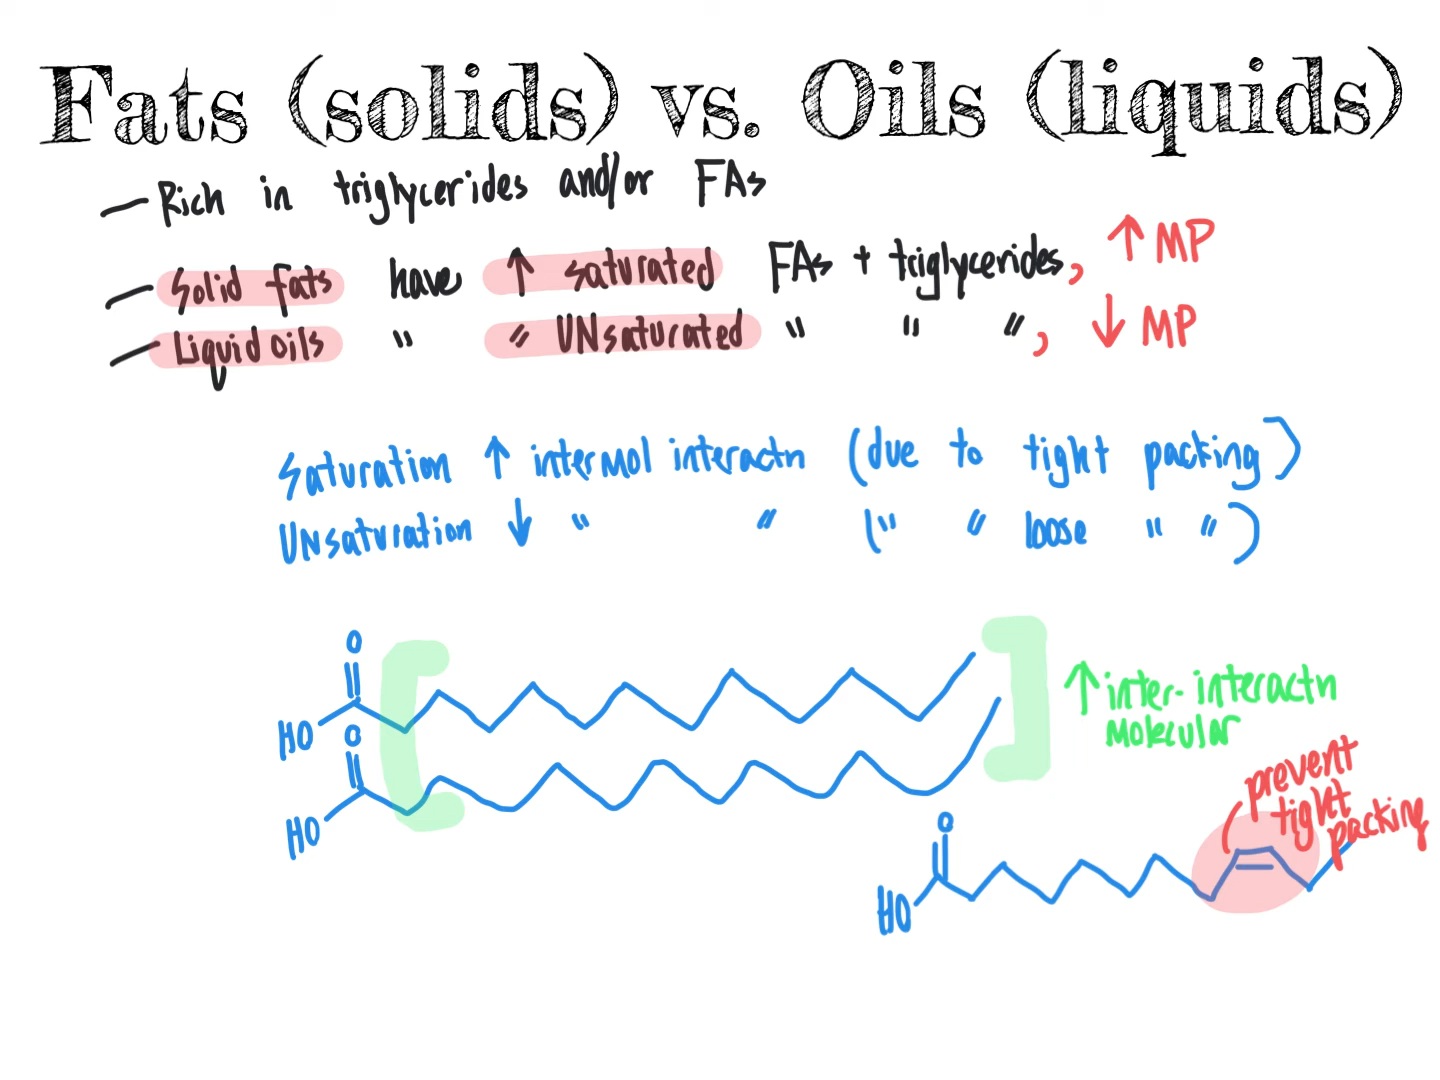 Fats (solids) vs. Oils (liquids)
— Rich in triglycerides and/or FAs
— Solid fats have ↑ saturated FAs + triglycerides, ↑ MP
— Liquid oils " " UNsaturated " " ", ↓ MP
Saturation ↑ intermol interactn (due to tight packing)
UNsaturation ↓ " " (" " loose " ")
O
HO
O
HO
↑ inter-interactn
molecular
prevent
tight
packing
O
HO